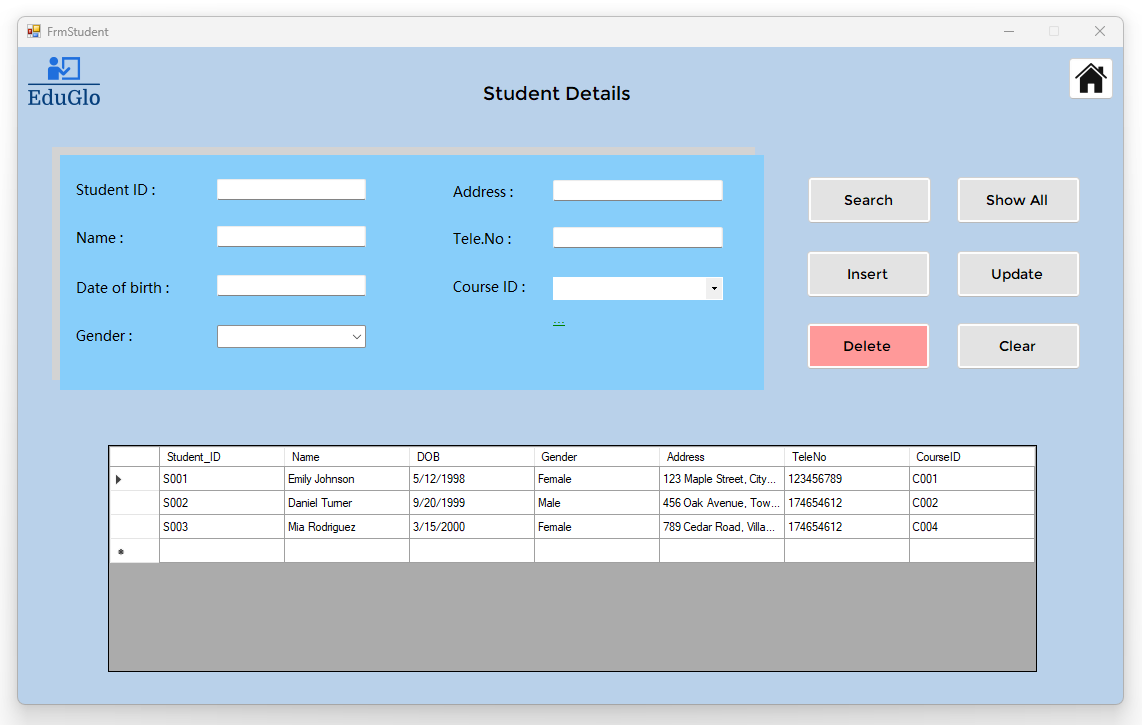 FrmStudent
EduGlo
Student Details
Student ID :
Address :
Search
Show All
Name :
Tele.No :
Date of birth :
Course ID :
Insert
Update
...
Gender :
Delete
Clear
Student_ID Name DOB Gender Address TeleNo CourseID
S001 Emily Johnson 5/12/1998 Female 123 Maple Street, City... 123456789 C001
S002 Daniel Turner 9/20/1999 Male 456 Oak Avenue, Tow... 174654612 C002
S003 Mia Rodriguez 3/15/2000 Female 789 Cedar Road, Villa... 174654612 C004